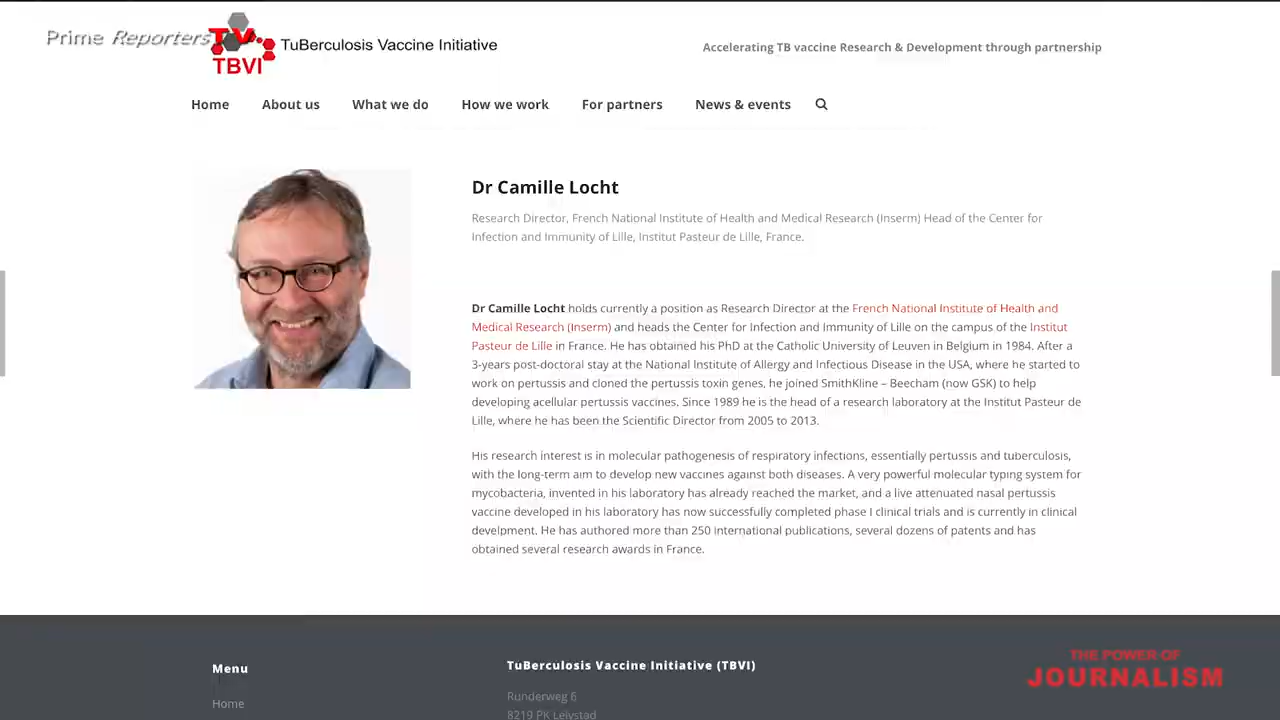 Prime Reporters
TV
TBVI
TuBerculosis Vaccine Initiative
Accelerating TB vaccine Research & Development through partnership
Home About us What we do How we work For partners News & events
Dr Camille Locht
Research Director, French National Institute of Health and Medical Research (Inserm) Head of the Center for
Infection and Immunity of Lille, Institut Pasteur de Lille, France.
Dr Camille Locht holds currently a position as Research Director at the French National Institute of Health and
Medical Research (Inserm) and heads the Center for Infection and Immunity of Lille on the campus of the Institut
Pasteur de Lille in France. He has obtained his PhD at the Catholic University of Leuven in Belgium in 1984. After a
3-years post-doctoral stay at the National Institute of Allergy and Infectious Disease in the USA, where he started to
work on pertussis and cloned the pertussis toxin genes, he joined SmithKline – Beecham (now GSK) to help
developing acellular pertussis vaccines. Since 1989 he is the head of a research laboratory at the Institut Pasteur de
Lille, where he has been the Scientific Director from 2005 to 2013.
His research interest is in molecular pathogenesis of respiratory infections, essentially pertussis and tuberculosis,
with the long-term aim to develop new vaccines against both diseases. A very powerful molecular typing system for
mycobacteria, invented in his laboratory has already reached the market, and a live attenuated nasal pertussis
vaccine developed in his laboratory has now successfully completed phase I clinical trials and is currently in clinical
develpment. He has authored more than 250 international publications, several dozens of patents and has
obtained several research awards in France.
Menu
Home
TuBerculosis Vaccine Initiative (TBVI)
Runderweg 6
8219 PK Lelystad
THE POWER OF
JOURNALISM